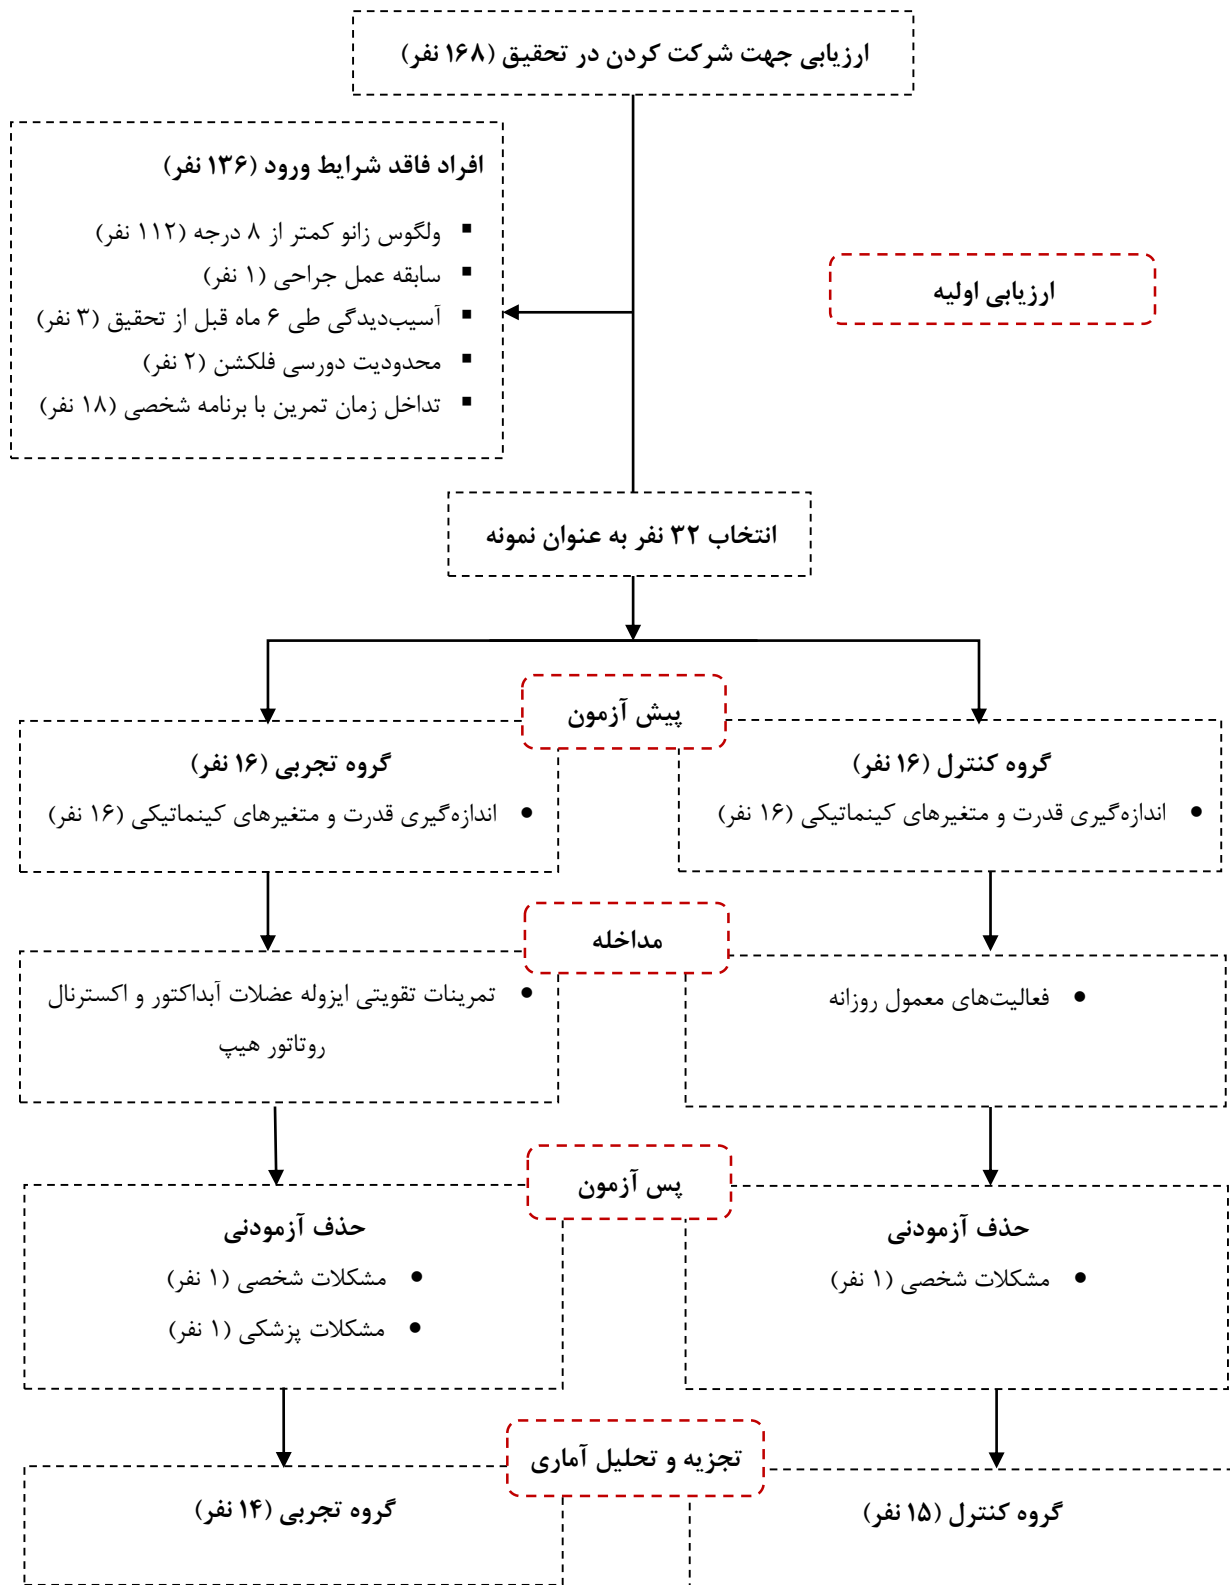 ارزیابی جهت شرکت کردن در تحقیق (۱۶۸ نفر)
افراد فاقد شرایط ورود (۱۳۶ نفر)
▪ ولگوس زانو کمتر از ۸ درجه (۱۱۲ نفر)
▪ سابقه عمل جراحی (۱ نفر)
▪ آسیب‌دیدگی طی ۶ ماه قبل از تحقیق (۳ نفر)
▪ محدودیت دورسی فلکشن (۲ نفر)
▪ تداخل زمان تمرین با برنامه شخصی (۱۸ نفر)
ارزیابی اولیه
انتخاب ۳۲ نفر به عنوان نمونه
پیش آزمون
گروه کنترل (۱۶ نفر)
• اندازه‌گیری قدرت و متغیرهای کینماتیکی (۱۶ نفر)
گروه تجربی (۱۶ نفر)
• اندازه‌گیری قدرت و متغیرهای کینماتیکی (۱۶ نفر)
مداخله
• فعالیت‌های معمول روزانه
• تمرینات تقویتی ایزوله عضلات آبداکتور و اکسترنال
روتاتور هیپ
پس آزمون
حذف آزمودنی
• مشکلات شخصی (۱ نفر)
حذف آزمودنی
• مشکلات شخصی (۱ نفر)
• مشکلات پزشکی (۱ نفر)
تجزیه و تحلیل آماری
گروه کنترل (۱۵ نفر)
گروه تجربی (۱۴ نفر)